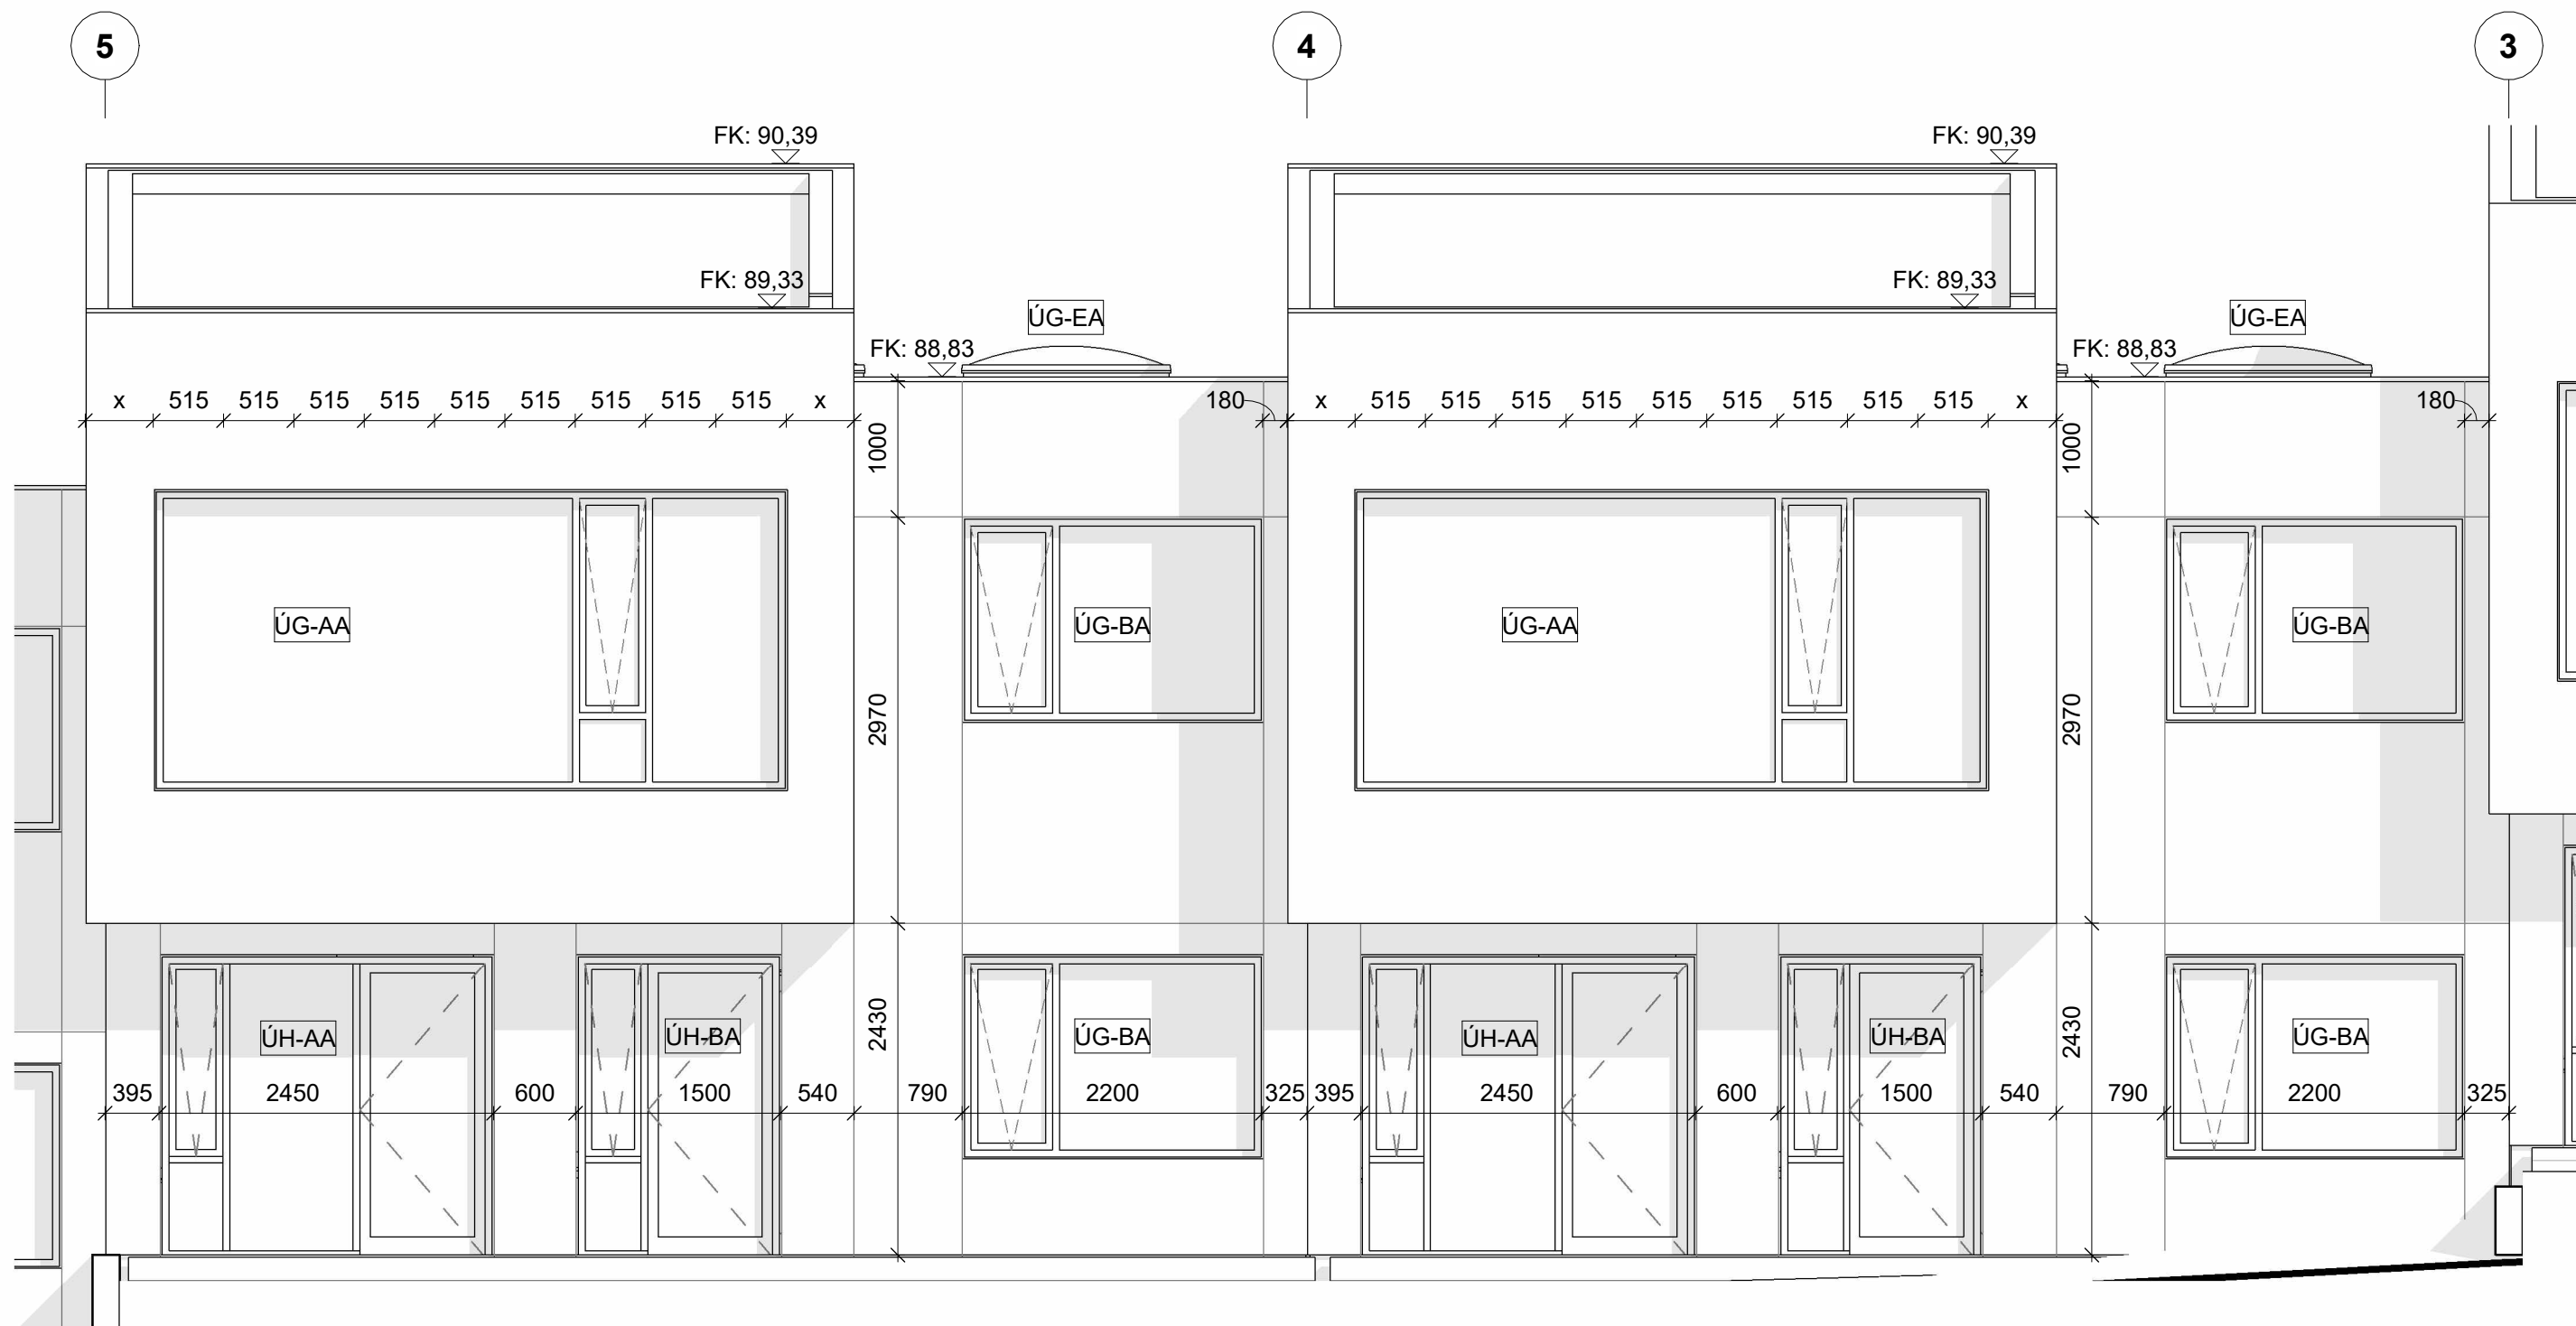 5 4 3
FK: 90,39 FK: 90,39
FK: 89,33 FK: 89,33
ÚG-EA ÚG-EA
FK: 88,83 FK: 88,83
x 515 515 515 515 515 515 515 515 515 x 180 x 515 515 515 515 515 515 515 515 515 x 180
1000 1000
ÚG-AA ÚG-BA ÚG-AA ÚG-BA
2970 2970
2430 2430
ÚH-AA ÚH-BA ÚG-BA ÚH-AA ÚH-BA ÚG-BA
395 2450 600 1500 540 790 2200 325 395 2450 600 1500 540 790 2200 325